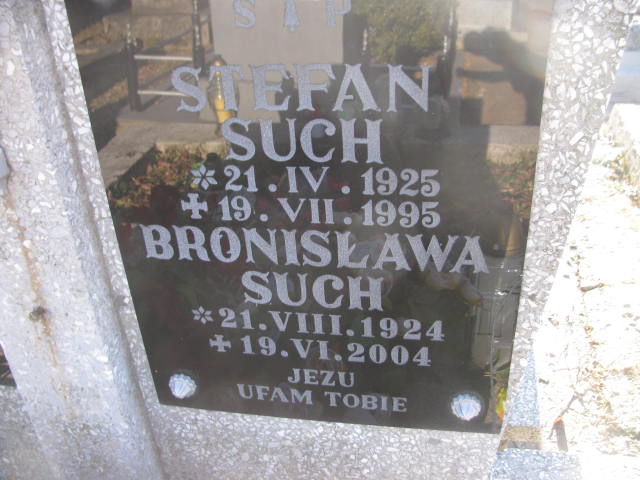 S P
STEFAN
SUCH
* 21. IV. 1925
✚ 19. VII. 1995
BRONISŁAWA
SUCH
* 21. VIII. 1924
✚ 19. VI. 2004
JEZU
UFAM TOBIE